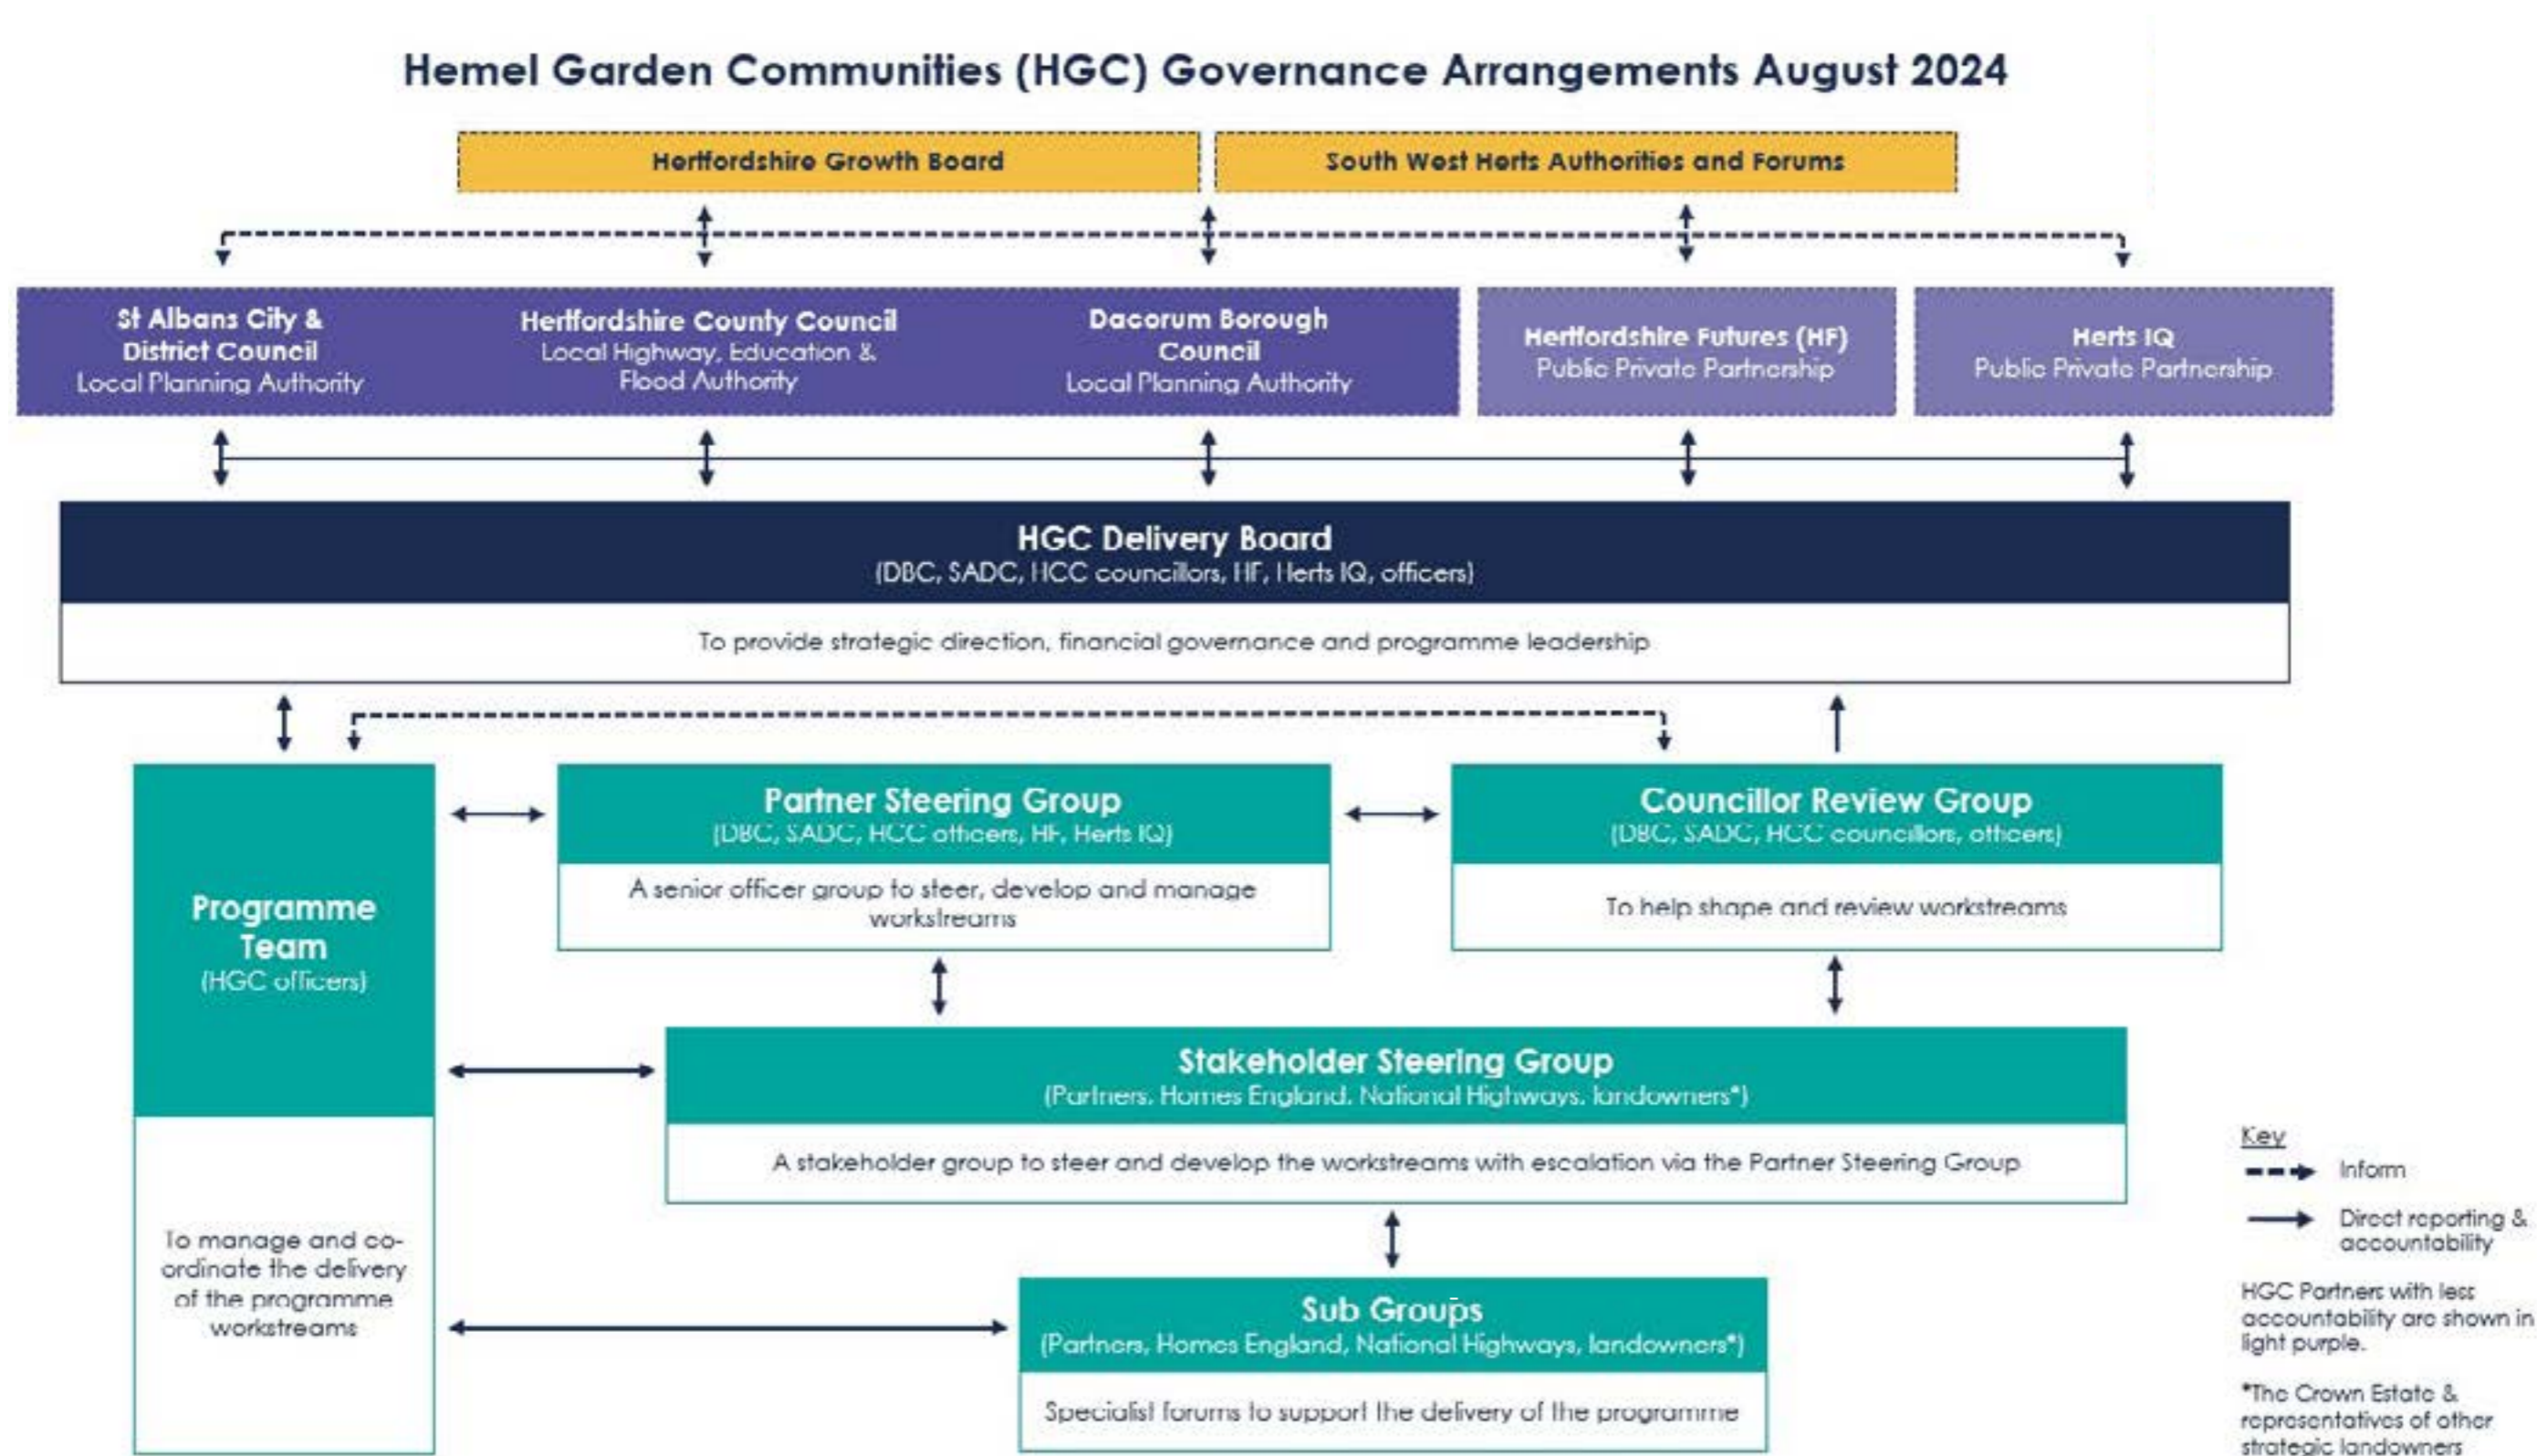 Hemel Garden Communities (HGC) Governance Arrangements August 2024
Hertfordshire Growth Board
South West Herts Authorities and Forums
St Albans City &
District Council
Local Planning Authority
Hertfordshire County Council
Local Highway, Education &
Flood Authority
Dacorum Borough
Council
Local Planning Authority
Hertfordshire Futures (HF)
Public Private Partnership
Herts IQ
Public Private Partnership
HGC Delivery Board
(DBC, SADC, HCC councillors, HF, Herts IQ, officers)
To provide strategic direction, financial governance and programme leadership
Programme
Team
(HGC officers)
To manage and co-
ordinate the delivery
of the programme
workstreams
Partner Steering Group
(DBC, SADC, HCC officers, HF, Herts IQ)
A senior officer group to steer, develop and manage
workstreams
Councillor Review Group
(DBC, SADC, HCC councillors, officers)
To help shape and review workstreams
Stakeholder Steering Group
(Partners, Homes England, National Highways, landowners*)
A stakeholder group to steer and develop the workstreams with escalation via the Partner Steering Group
Sub Groups
(Partners, Homes England, National Highways, landowners*)
Specialist forums to support the delivery of the programme
Key
Inform
Direct reporting &
accountability
HGC Partners with less
accountability are shown in
light purple.
*The Crown Estate &
representatives of other
strategic landowners